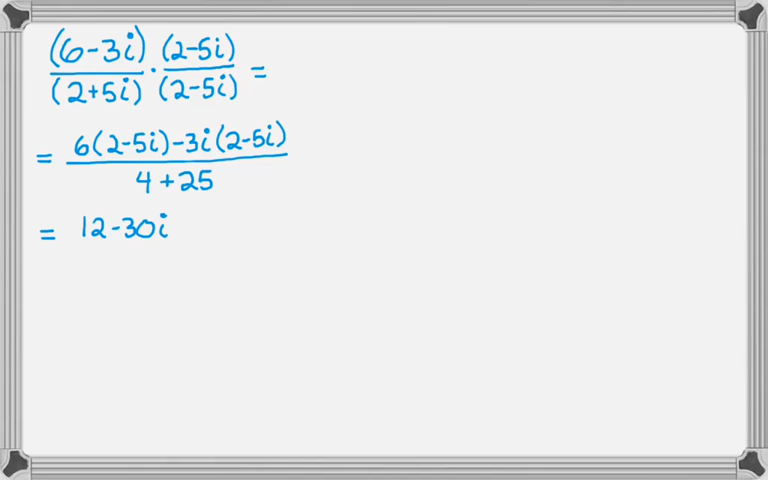 (6-3i)/(2+5i) · (2-5i)/(2-5i) =
= 6(2-5i)-3i(2-5i)/4+25
= 12-30i